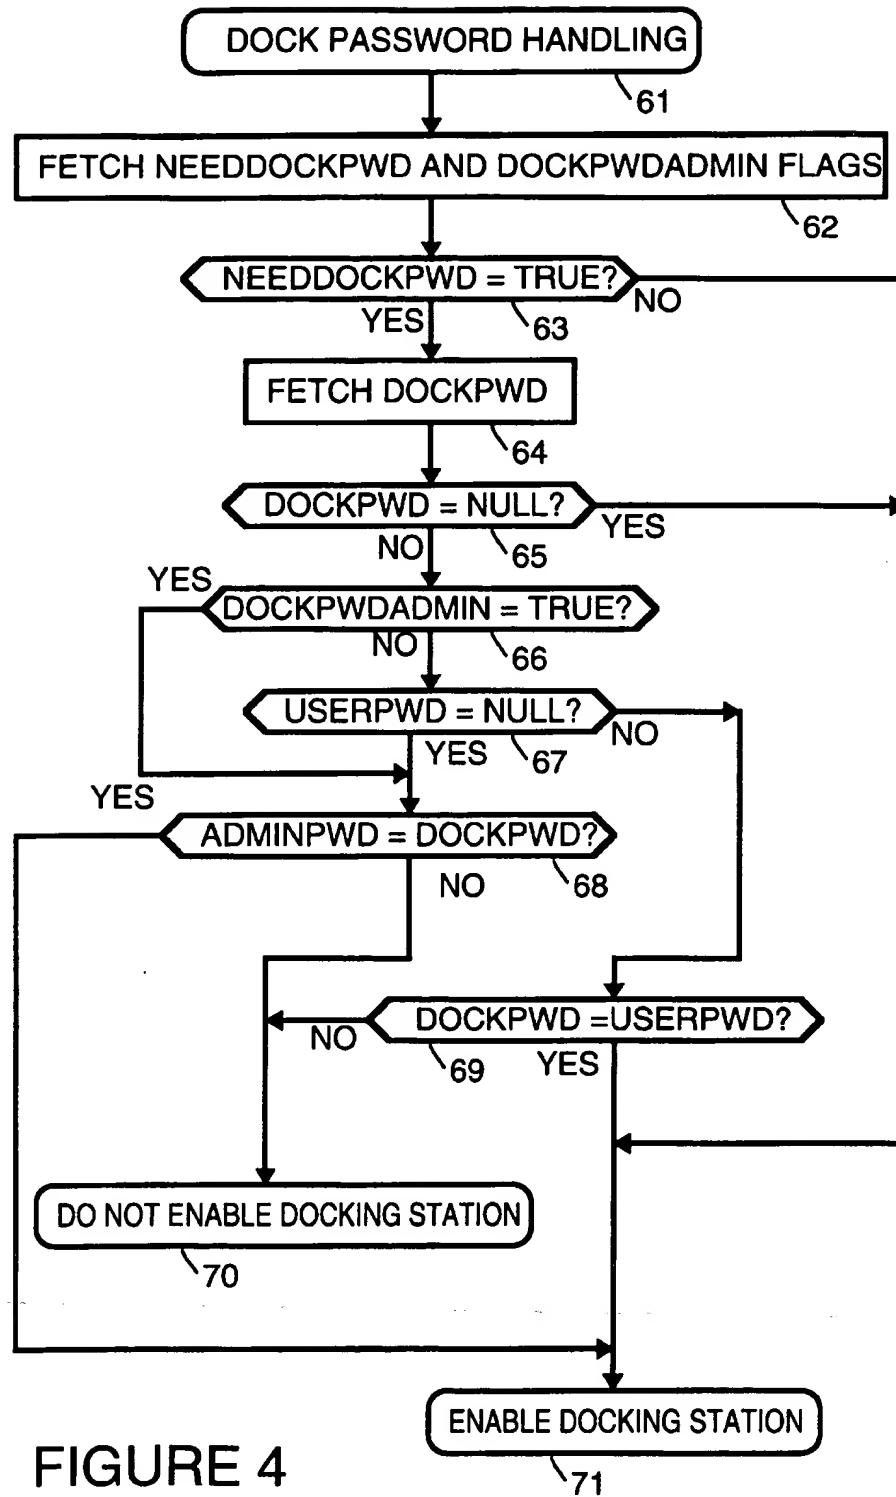 DOCK PASSWORD HANDLING
61
FETCH NEEDDOCKPWD AND DOCKPWDADMIN FLAGS
62
NEEDDOCKPWD = TRUE?
NO
YES
63
FETCH DOCKPWD
64
DOCKPWD = NULL?
YES
NO
65
YES
DOCKPWDADMIN = TRUE?
NO
66
USERPWD = NULL?
NO
YES
67
YES
ADMINPWD = DOCKPWD?
NO
68
DOCKPWD =USERPWD?
NO
69
YES
DO NOT ENABLE DOCKING STATION
70
ENABLE DOCKING STATION
71
FIGURE 4